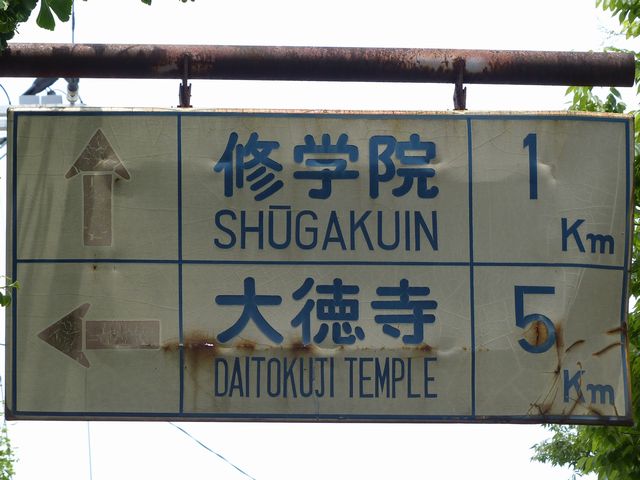 修学院
SHŪGAKUIN
1 Km
大徳寺
DAITOKUJI TEMPLE
5 Km